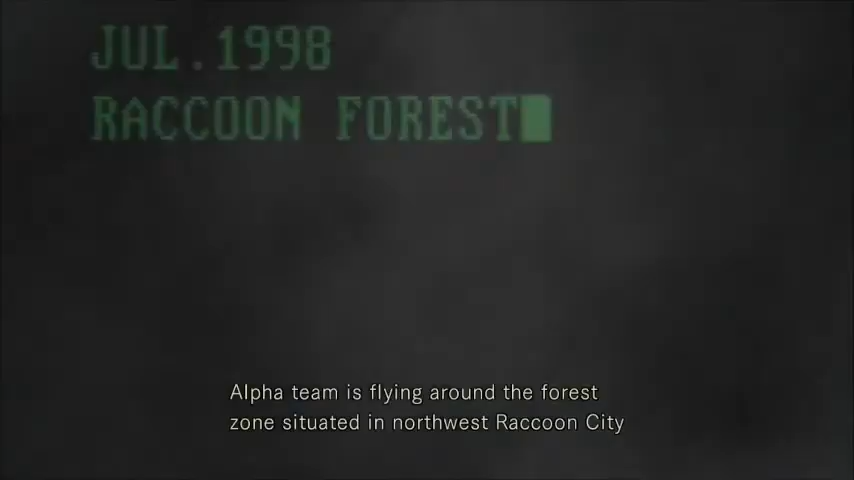 JUL.1998
RACCOON FOREST
Alpha team is flying around the forest
zone situated in northwest Raccoon City